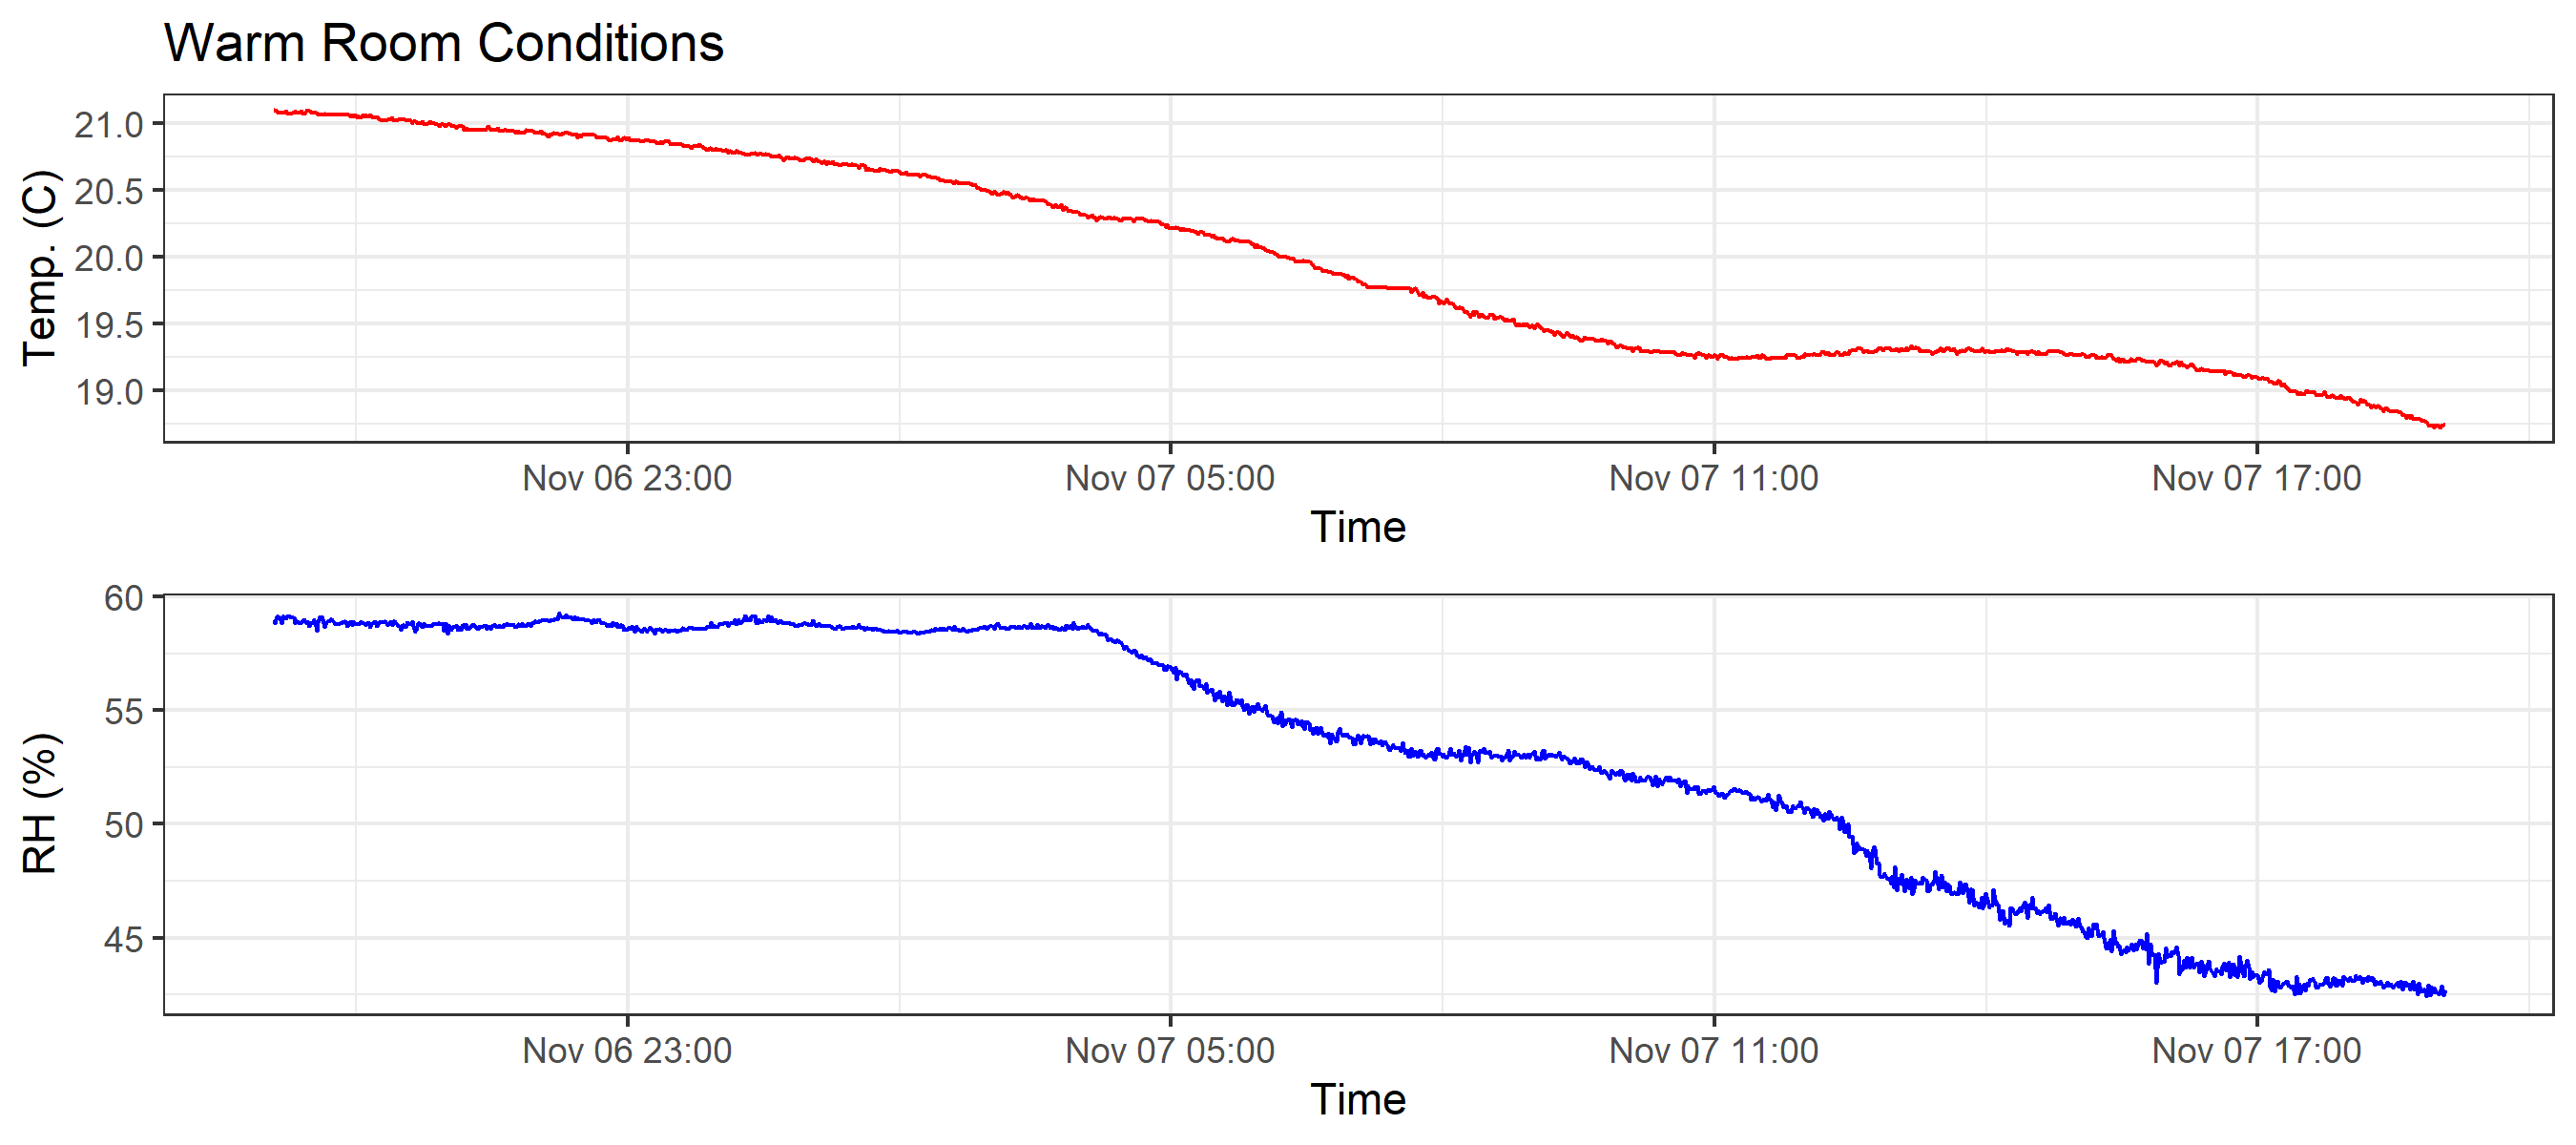 Warm Room Conditions
Temp. (C)
21.0
20.5
20.0
19.5
19.0
Nov 06 23:00 Nov 07 05:00 Nov 07 11:00 Nov 07 17:00
Time
RH (%)
60
55
50
45
Nov 06 23:00 Nov 07 05:00 Nov 07 11:00 Nov 07 17:00
Time